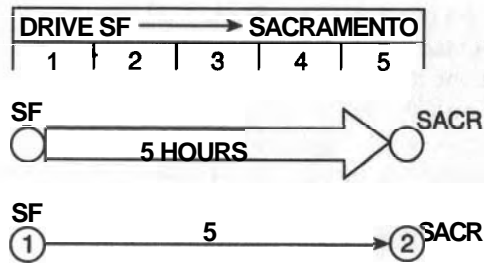 DRIVE SF → SACRAMENTO
1 2 3 4 5
SF SACR
5 HOURS
SF
1 5 2 SACR